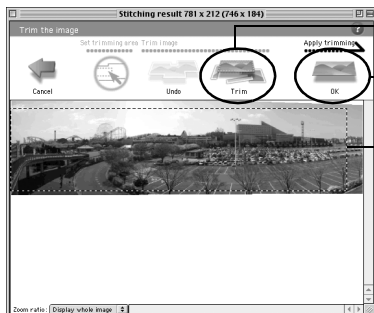 Stitching result 781 x 212 (746 x 184)
Trim the image
Set trimming area Trim image Apply trimming
Cancel Undo Trim OK
Zoom ratio: Display whole image